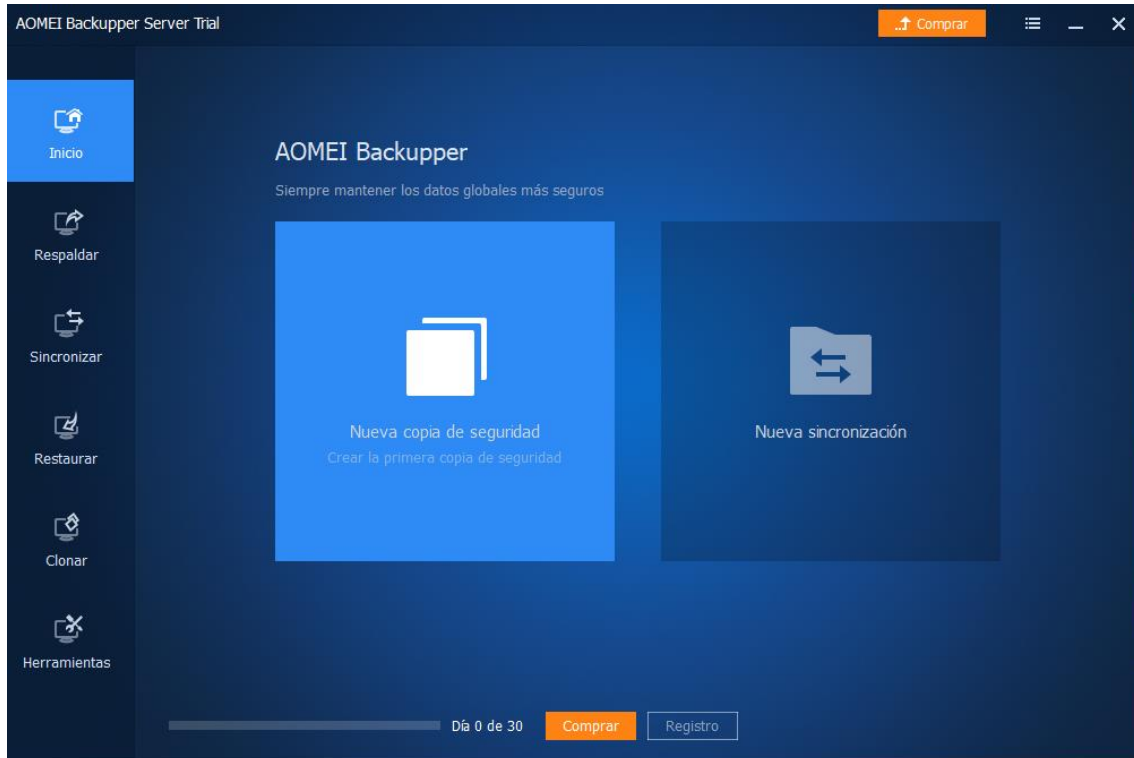 AOMEI Backupper Server Trial
Comprar
Inicio
Respaldar
Sincronizar
Restaurar
Clonar
Herramientas
AOMEI Backupper
Siempre mantener los datos globales más seguros
Nueva copia de seguridad
Crear la primera copia de seguridad
Nueva sincronización
Día 0 de 30
Comprar
Registro